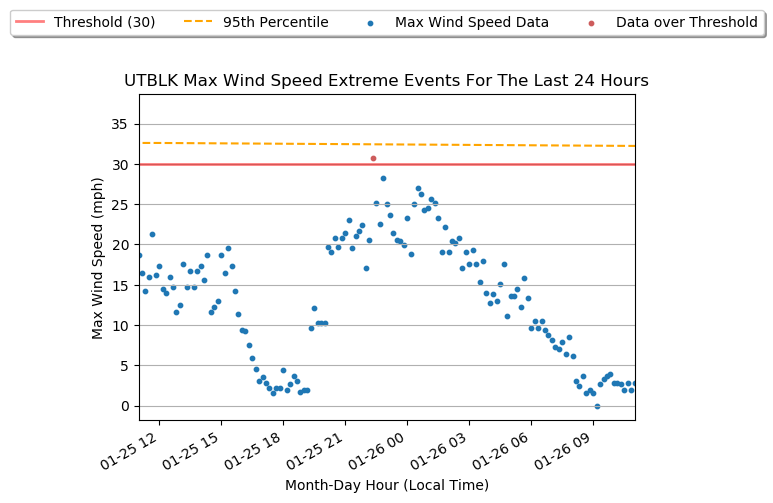 Threshold (30) 95th Percentile Max Wind Speed Data Data over Threshold
UTBLK Max Wind Speed Extreme Events For The Last 24 Hours
35
30
25
20
15
10
5
0
Max Wind Speed (mph)
01-25 12 01-25 15 01-25 18 01-25 21 01-26 00 01-26 03 01-26 06 01-26 09
Month-Day Hour (Local Time)